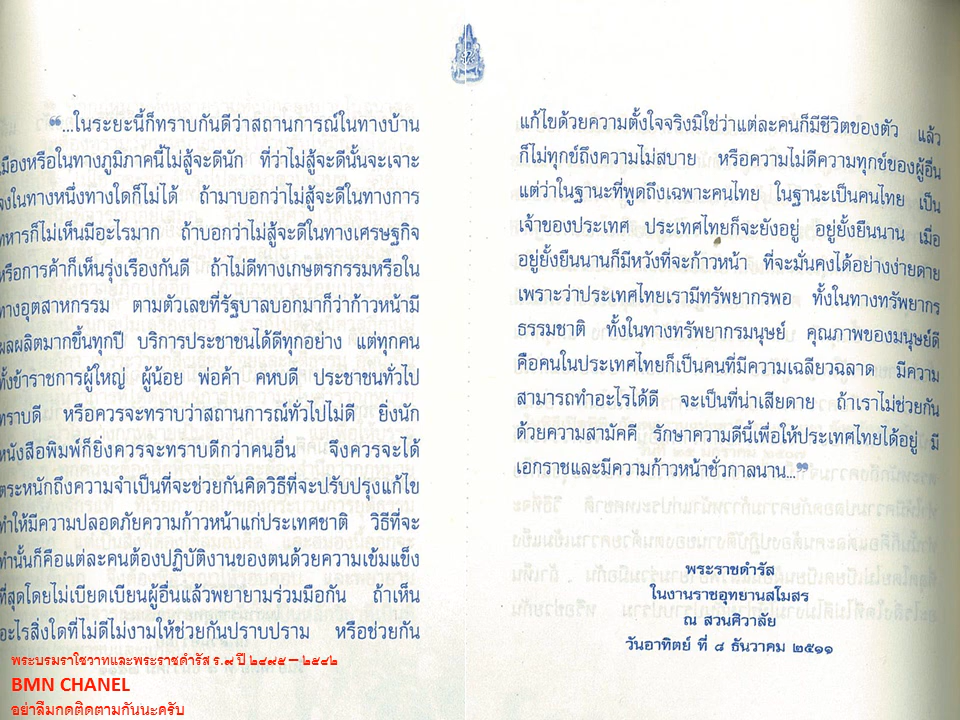 “...ในระยะนี้ก็ทราบกันดีว่าสถานการณ์ในทางบ้าน
เมืองหรือในทางภูมิภาคนี้ไม่สู้จะดีนัก ที่ว่าไม่สู้จะดีนั้นจะเจาะ
ลงในทางหนึ่งทางใดก็ไม่ได้ ถ้ามาบอกว่าไม่สู้จะดีในทางการ
ทหารก็ไม่เห็นมีอะไรมาก ถ้าบอกว่าไม่สู้จะดีในทางเศรษฐกิจ
หรือการค้าก็เห็นรุ่งเรืองกันดี ถ้าไม่ดีทางเกษตรกรรมหรือใน
ทางอุตสาหกรรม ตามตัวเลขที่รัฐบาลบอกมาก็ว่าก้าวหน้ามี
ผลผลิตมากขึ้นทุกปี บริการประชาชนได้ดีทุกอย่าง แต่ทุกคน
ทั้งข้าราชการผู้ใหญ่ ผู้น้อย พ่อค้า คหบดี ประชาชนทั่วไป
ทราบดี หรือควรจะทราบว่าสถานการณ์ทั่วไปไม่ดี ยิ่งนัก
หนังสือพิมพ์ก็ยิ่งควรจะทราบดีกว่าคนอื่น จึงควรจะได้
ตระหนักถึงความจำเป็นที่จะช่วยกันคิดวิธีที่จะปรับปรุงแก้ไข
ทำให้มีความปลอดภัยความก้าวหน้าแก่ประเทศชาติ วิธีที่จะ
ทำนั้นก็คือแต่ละคนต้องปฏิบัติงานของตนด้วยความเข้มแข็ง
ที่สุดโดยไม่เบียดเบียนผู้อื่นแล้วพยายามร่วมมือกัน ถ้าเห็น
อะไรสิ่งใดที่ไม่ดีไม่งามให้ช่วยกันปราบปราม หรือช่วยกัน
แก้ไขด้วยความตั้งใจจริงมิใช่ว่าแต่ละคนก็มีชีวิตของตัว แล้ว
ก็ไม่ทุกข์ถึงความไม่สบาย หรือความไม่ดีความทุกข์ของผู้อื่น
แต่ว่าในฐานะที่พูดถึงเฉพาะคนไทย ในฐานะเป็นคนไทย เป็น
เจ้าของประเทศ ประเทศไทยก็จะยังอยู่ อยู่ยั้งยืนนาน เมื่อ
อยู่ยั้งยืนนานก็มีหวังที่จะก้าวหน้า ที่จะมั่นคงได้อย่างง่ายดาย
เพราะว่าประเทศไทยเรามีทรัพยากรพอ ทั้งในทางทรัพยากร
ธรรมชาติ ทั้งในทางทรัพยากรมนุษย์ คุณภาพของมนุษย์ดี
คือคนในประเทศไทยก็เป็นคนที่มีความเฉลียวฉลาด มีความ
สามารถทำอะไรได้ดี จะเป็นที่น่าเสียดาย ถ้าเราไม่ช่วยกัน
ด้วยความสามัคคี รักษาความดีนี้เพื่อให้ประเทศไทยได้อยู่ มี
เอกราชและมีความก้าวหน้าชั่วกาลนาน...”
พระราชดำรัส
ในงานราชอุทยานสโมสร
ณ สวนศิวาลัย
วันอาทิตย์ ที่ ๘ ธันวาคม ๒๕๑๑
พระบรมราโชวาทและพระราชดำรัส ร.๙ ปี ๒๔๙๕ – ๒๕๔๒
BMN CHANEL
อย่าลืมกดติดตามกันนะครับ